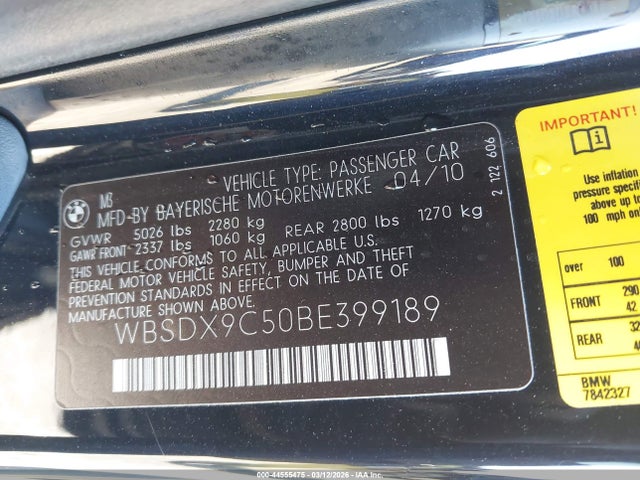 BMW
M3
VEHICLE TYPE: PASSENGER CAR
MFD·BY BAYERISCHE MOTORENWERKE 04/10
GVWR 5026 lbs 2280 kg
GAWR FRONT 2337 lbs 1060 kg REAR 2800 lbs 1270 kg
THIS VEHICLE CONFORMS TO ALL APPLICABLE
FEDERAL MOTOR VEHICLE SAFETY, BUMPER AND THEFT
PREVENTION STANDARDS IN EFFECT ON THE DATE
OF MANUFACTURE SHOWN ABOVE.
WBSDX9C50BE399189
2 122 606
IMPORTANT!
i
Use inflation
pressure specif
above up to
100 mph on
over 100
FRONT 290
42
REAR 32
BMW
7842327
000-44555475 - 03/12/2026 - IAA Inc.